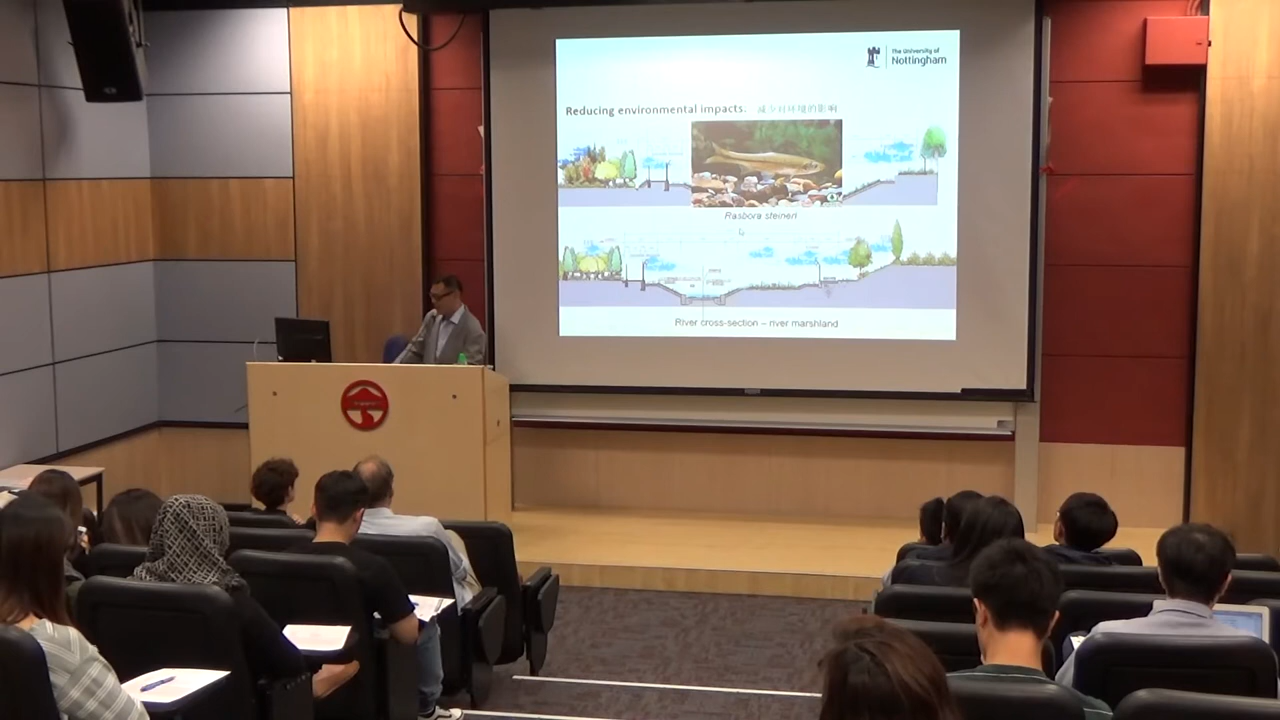 The University of
Nottingham
Reducing environmental impacts: 减少对环境的影响
Rasbora steineri
River cross-section – river marshland